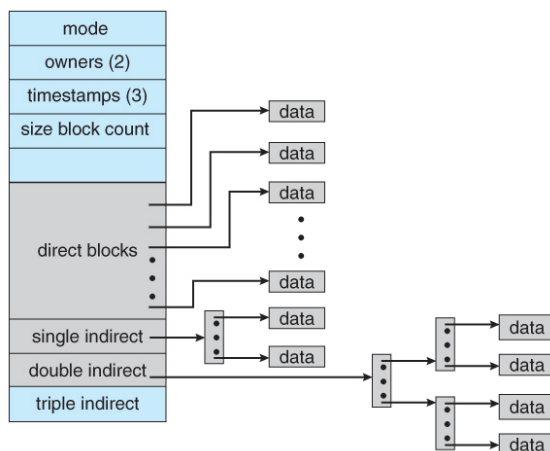 mode
owners (2)
timestamps (3)
size block count
direct blocks
single indirect
double indirect
triple indirect
data
data
data
data
data
data
data
data
data
data